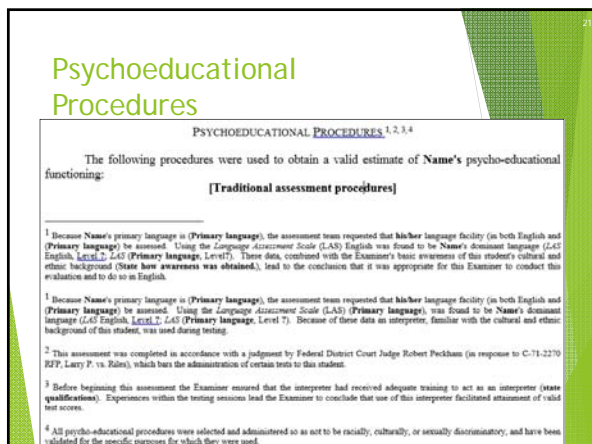 21
Psychoeducational
Procedures
PSYCHOEDUCATIONAL PROCEDURES 1, 2, 3, 4
The following procedures were used to obtain a valid estimate of Name's psycho-educational
functioning:
[Traditional assessment procedures]
1 Because Name's primary language is (Primary language), the assessment team requested that his/her language facility (in both English and
(Primary language) be assessed. Using the Language Assessment Scale (LAS) English was found to be Name's dominant language (LAS
English, Level ?; LAS (Primary language, Level?). These data, combined with the Examiner's basic awareness of this student's cultural and
ethnic background (State how awareness was obtained.), lead to the conclusion that it was appropriate for this Examiner to conduct this
evaluation and to do so in English.
1 Because Name's primary language is (Primary language), the assessment team requested that his/her language facility (in both English and
(Primary language) be assessed. Using the Language Assessment Scale (LAS) (Primary language), was found to be Name's dominant
language (LAS English, Level ?; LAS (Primary language, Level ?). Because of these data an interpreter, familiar with the cultural and ethnic
background of this student, was used during testing.
2 This assessment was completed in accordance with a judgment by Federal District Court Judge Robert Peckham (in response to C-71-2270
RFP, Larry P. vs. Riles), which bars the administration of certain tests to this student.
3 Before beginning this assessment the Examiner ensured that the interpreter had received adequate training to act as an interpreter (state
qualifications). Experiences within the testing sessions lead the Examiner to conclude that use of this interpreter facilitated attainment of valid
test scores.
4 All psycho-educational procedures were selected and administered so as not to be racially, culturally, or sexually discriminatory, and have been
validated for the specific purposes for which they were used.